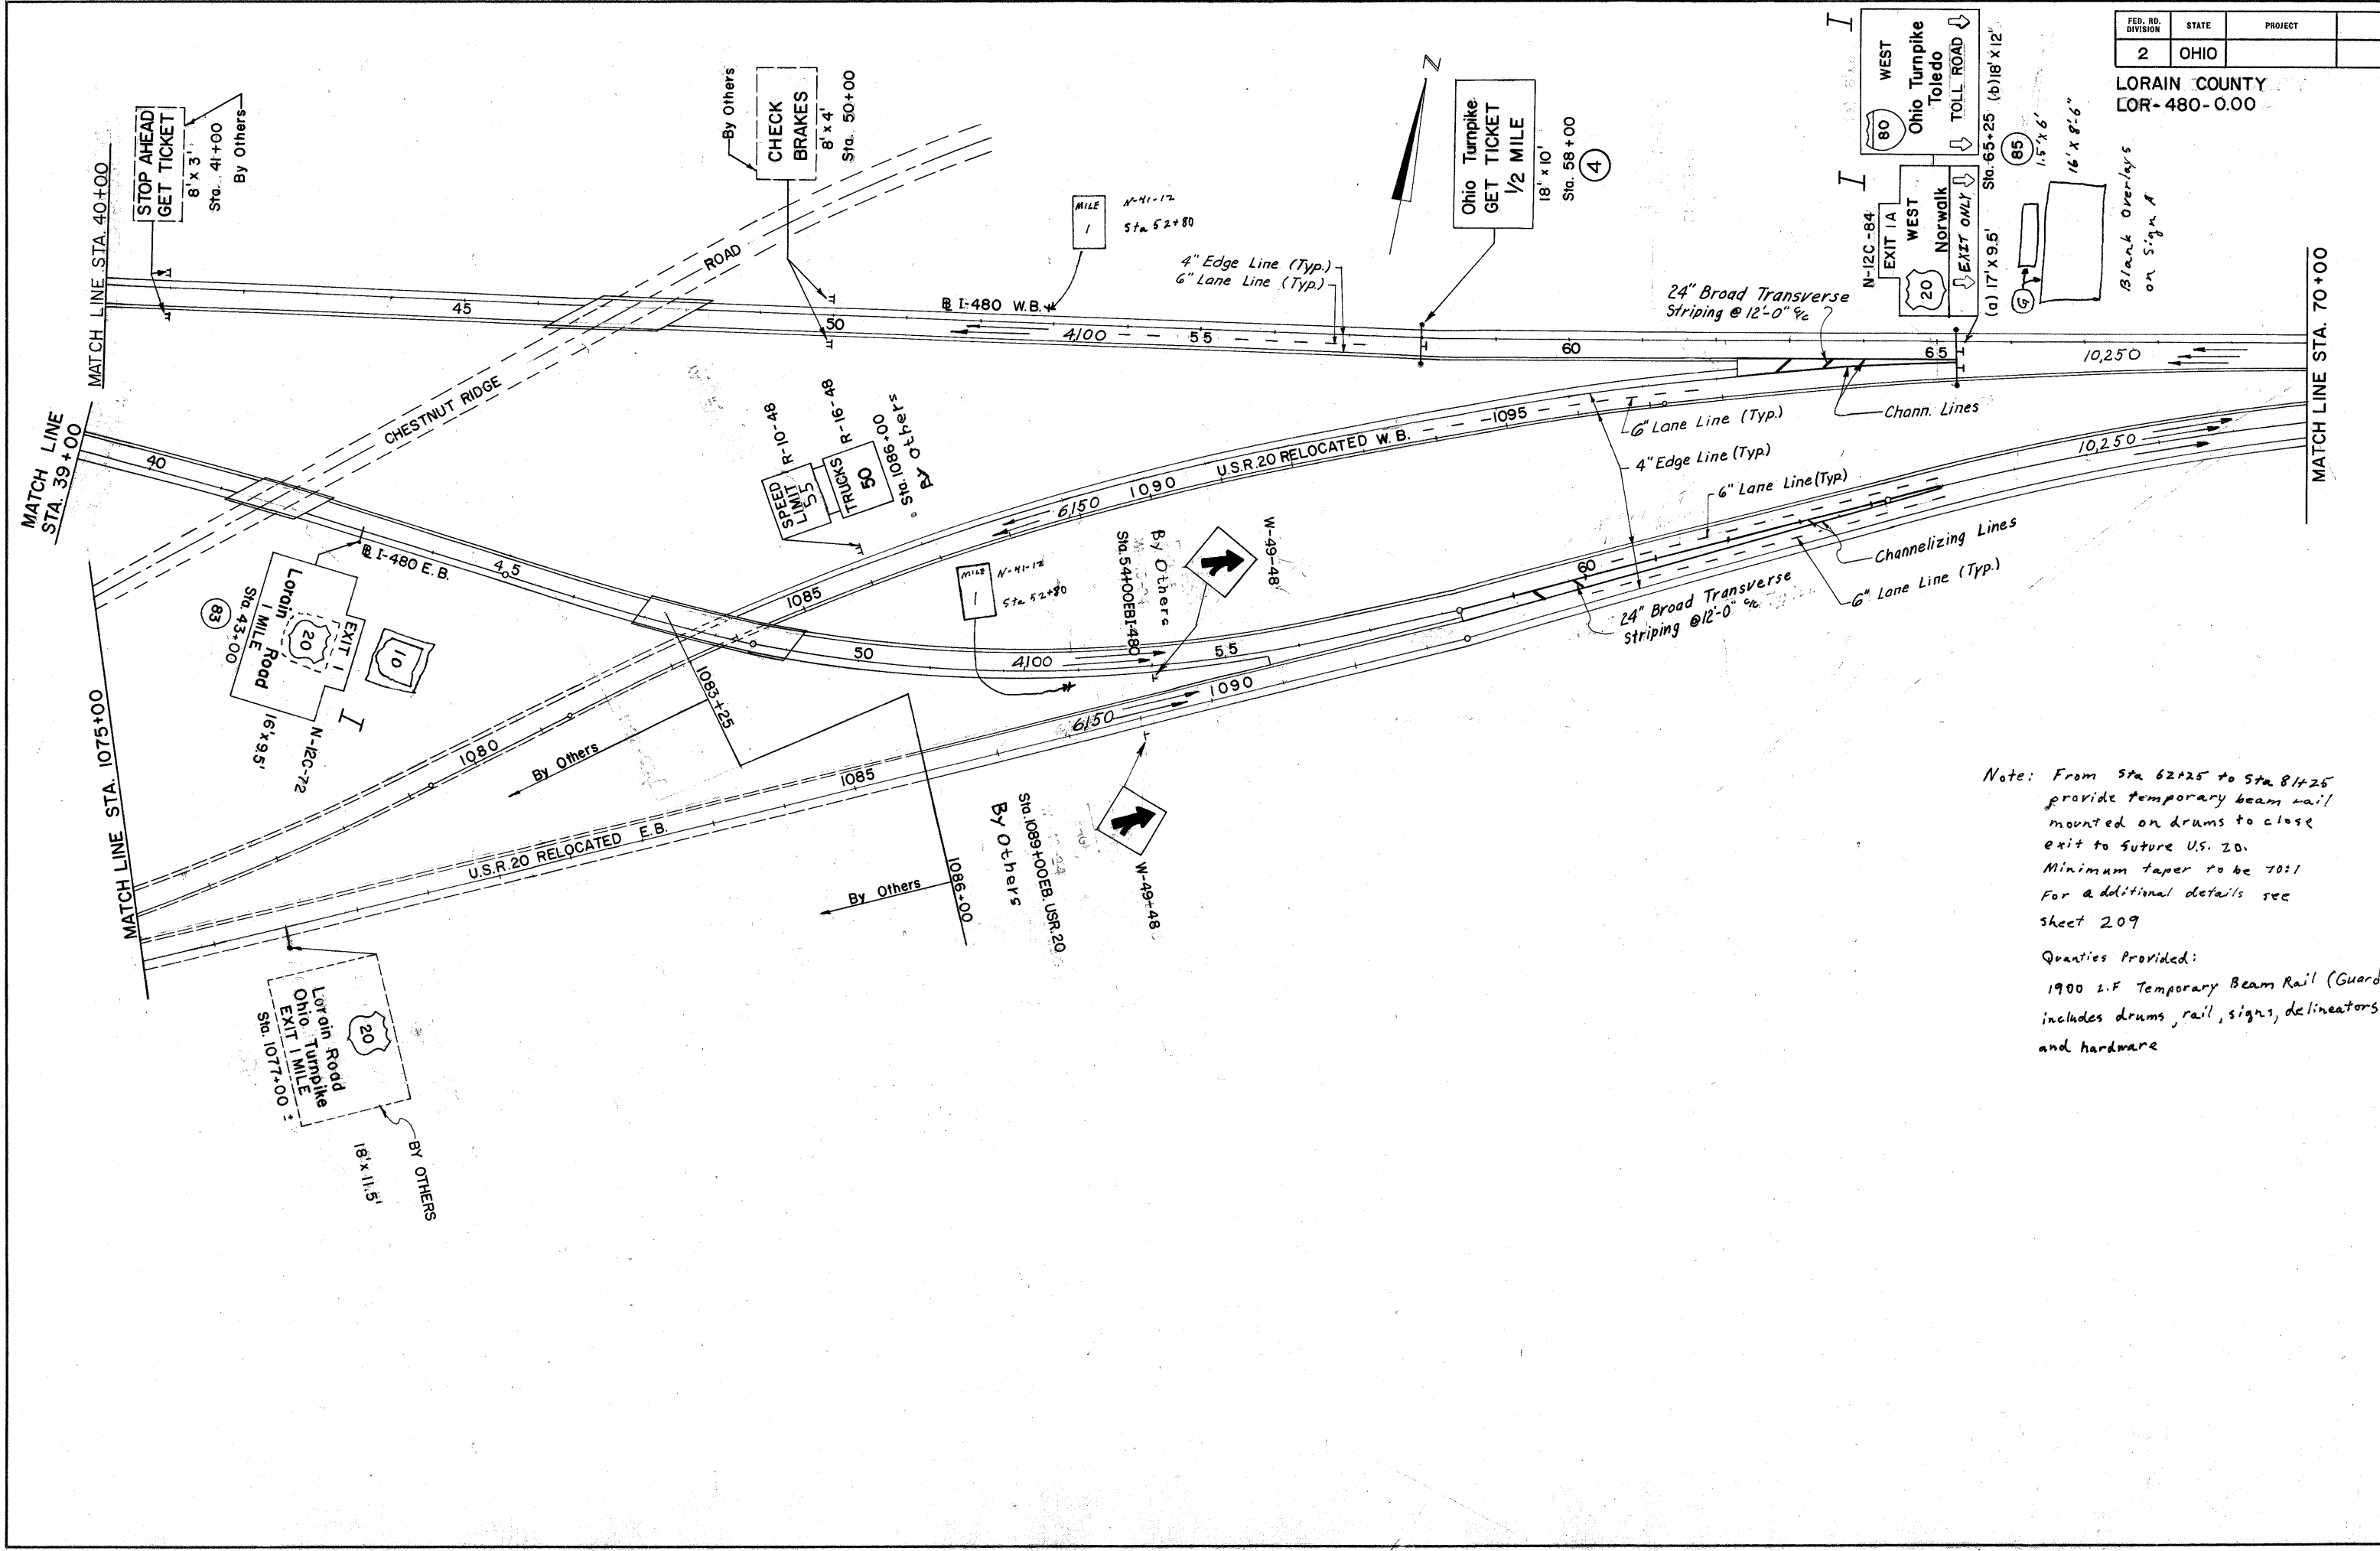 FED. RD. DIVISION STATE PROJECT
2 OHIO
LORAIN COUNTY
LOR-480-0.00
STOP AHEAD
GET TICKET
8' x 3'
Sta. 41+00
By Others
MATCH LINE STA. 40+00
By Others
CHECK
BRAKES
8' x 4'
Sta. 50+00
MILE
1
N-41-12
Sta 52+80
Z
Ohio Turnpike
GET TICKET
1/2 MILE
18' x 10'
Sta. 58+00
4
80
WEST
Ohio Turnpike
Toledo
TOLL ROAD
N-12C-84
EXIT 1A
20
WEST
Norwalk
EXIT ONLY
(a) 17' X 9.5'
Sta. 65+25
(b) 18' X 12'
85
G
1.5' x 6'
16' x 8'-6"
Blank Overlays
on Sign A
ROAD
CHESTNUT RIDGE
45
50
B I-480 W.B.
4,100
55
4" Edge Line (Typ.)
6" Lane Line (Typ.)
60
24" Broad Transverse
Striping @ 12'-0" c/c
65
10,250
MATCH LINE STA. 70+00
MATCH LINE
STA. 39+00
40
B I-480 E.B.
45
SPEED
LIMIT
55
R-10-48
TRUCKS
50
R-16-48
Sta. 1086+00
By Others
1085
6,150
1090
U.S.R. 20 RELOCATED W.B.
1095
6" Lane Line (Typ.)
Chann. Lines
4" Edge Line (Typ.)
6" Lane Line (Typ.)
10,250
Channelizing Lines
6" Lane Line (Typ.)
60
24" Broad Transverse
Striping @12'-0" c/c
10
EXIT 1
20
Lorain Road
1 MILE
Sta. 43+00
83
N-12C-72
16' x 9.5'
MILE
1
N-41-12
Sta 52+80
By Others
Sta. 54+00EBI-480
W-49-48
50
4,100
55
1083+25
By Others
1080
MATCH LINE STA. 1075+00
1085
6,150
1090
U.S.R. 20 RELOCATED E.B.
1086+00
By Others
Sta. 1089+00EB. USR.20
By Others
W-49-48
20
Lorain Road
Ohio Turnpike
EXIT 1 MILE
Sta. 1077+00 ±
BY OTHERS
18' x 11.5'
Note: From Sta 62+25 to Sta 81+25
provide temporary beam rail
mounted on drums to close
exit to future U.S. 20.
Minimum taper to be 70:1
For additional details see
sheet 209
Quanties Provided:
1900 L.F Temporary Beam Rail (Guard
includes drums, rail, signs, delineators
and hardware